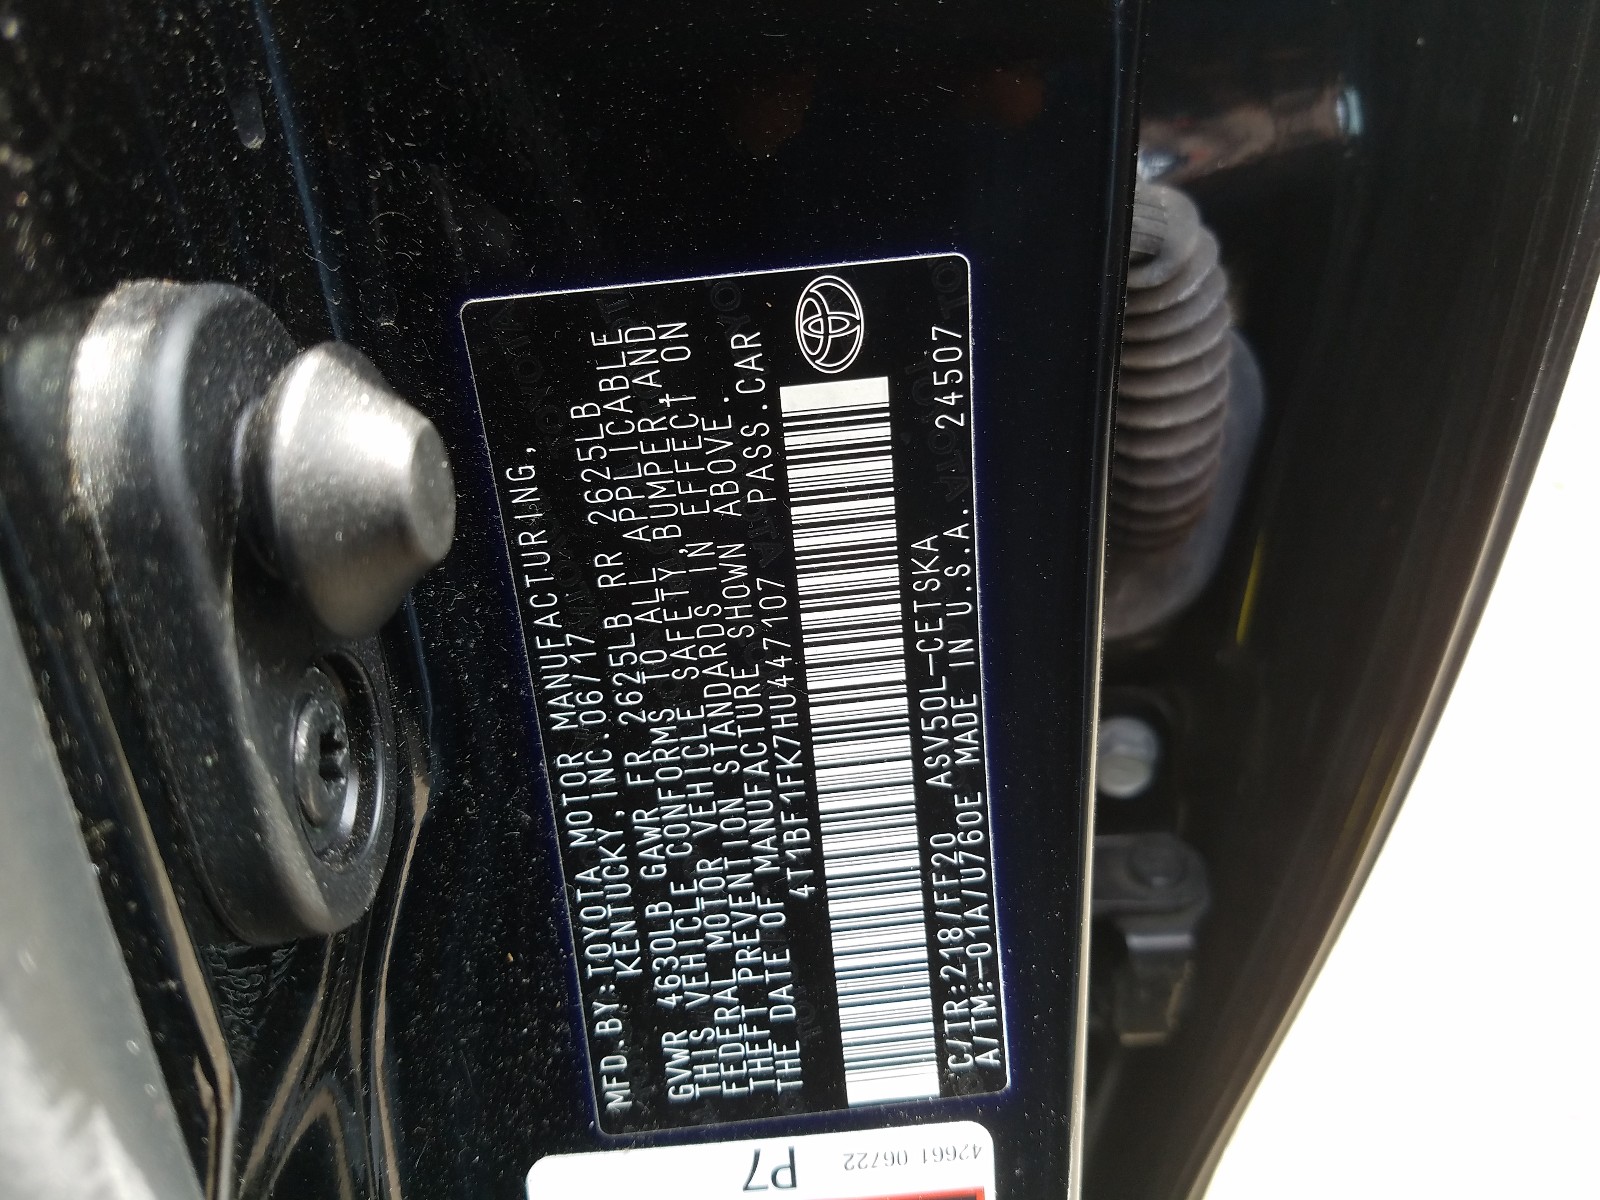 MFD.BY:TOYOTA MOTOR MANUFACTURING,
KENTUCKY, INC.06/17
GVWR 4630LB GAWR FR 2625LB RR 2625LB
THIS VEHICLE CONFORMS TO ALL APPLICABLE
FEDERAL MOTOR VEHICLE SAFETY, BUMPER, AND
THEFT PREVENTION STANDARDS IN EFFECT ON
THE DATE OF MANUFACTURE SHOWN ABOVE.
4T1BF1FK7HU447107 PASS.CAR
C/TR:218/FF20 ASV50L-CETSKA
A/TM:-01A/U760E MADE IN U.S.A. 24507
42661 06722
P7